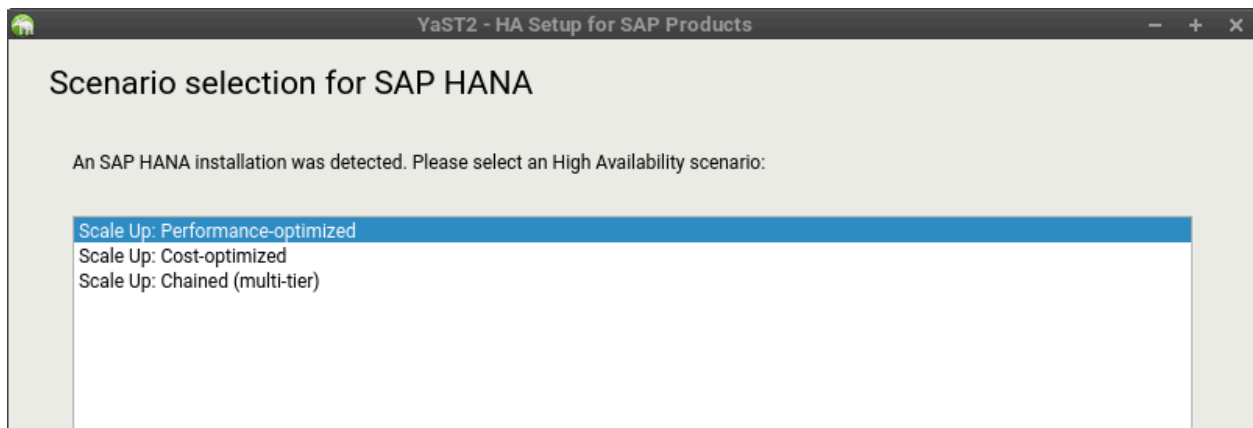 YaST2 - HA Setup for SAP Products
Scenario selection for SAP HANA
An SAP HANA installation was detected. Please select an High Availability scenario:
Scale Up: Performance-optimized
Scale Up: Cost-optimized
Scale Up: Chained (multi-tier)